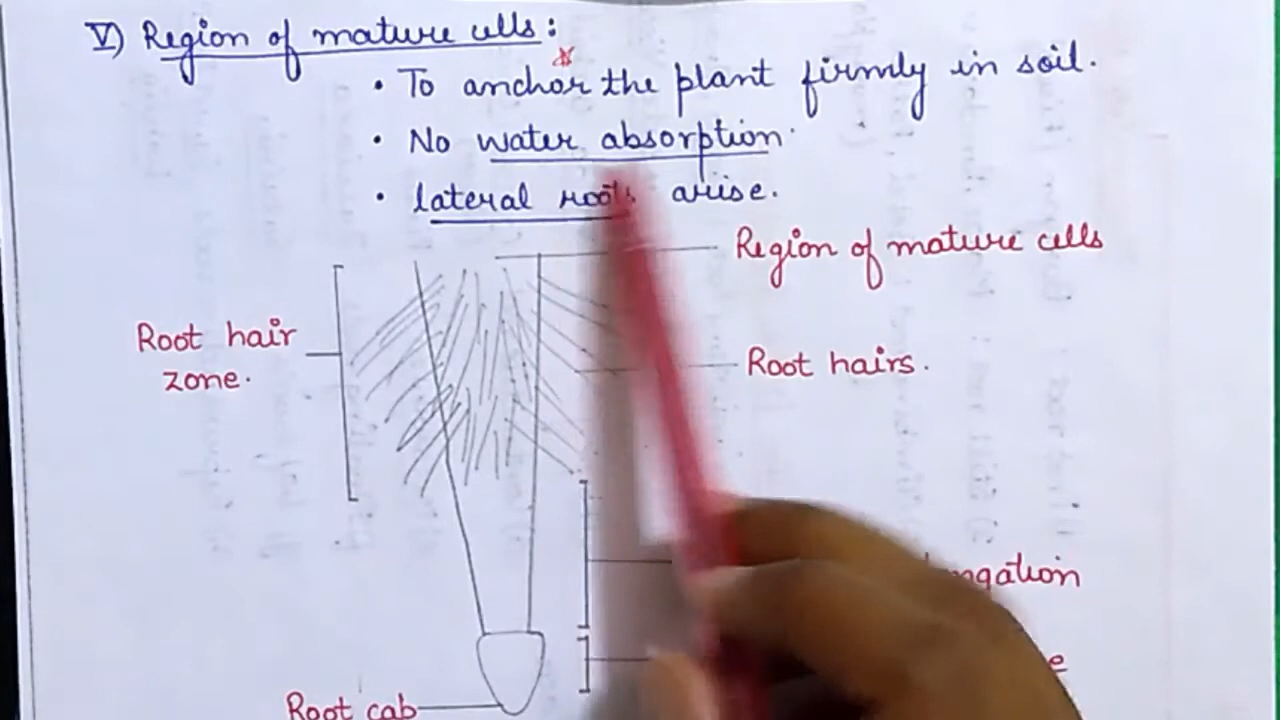 V) Region of mature cells:
• To anchor the plant firmly in soil.
• No water absorption.
• lateral roots arise.
Region of mature cells
Root hair
zone.
Root hairs.
Root cab